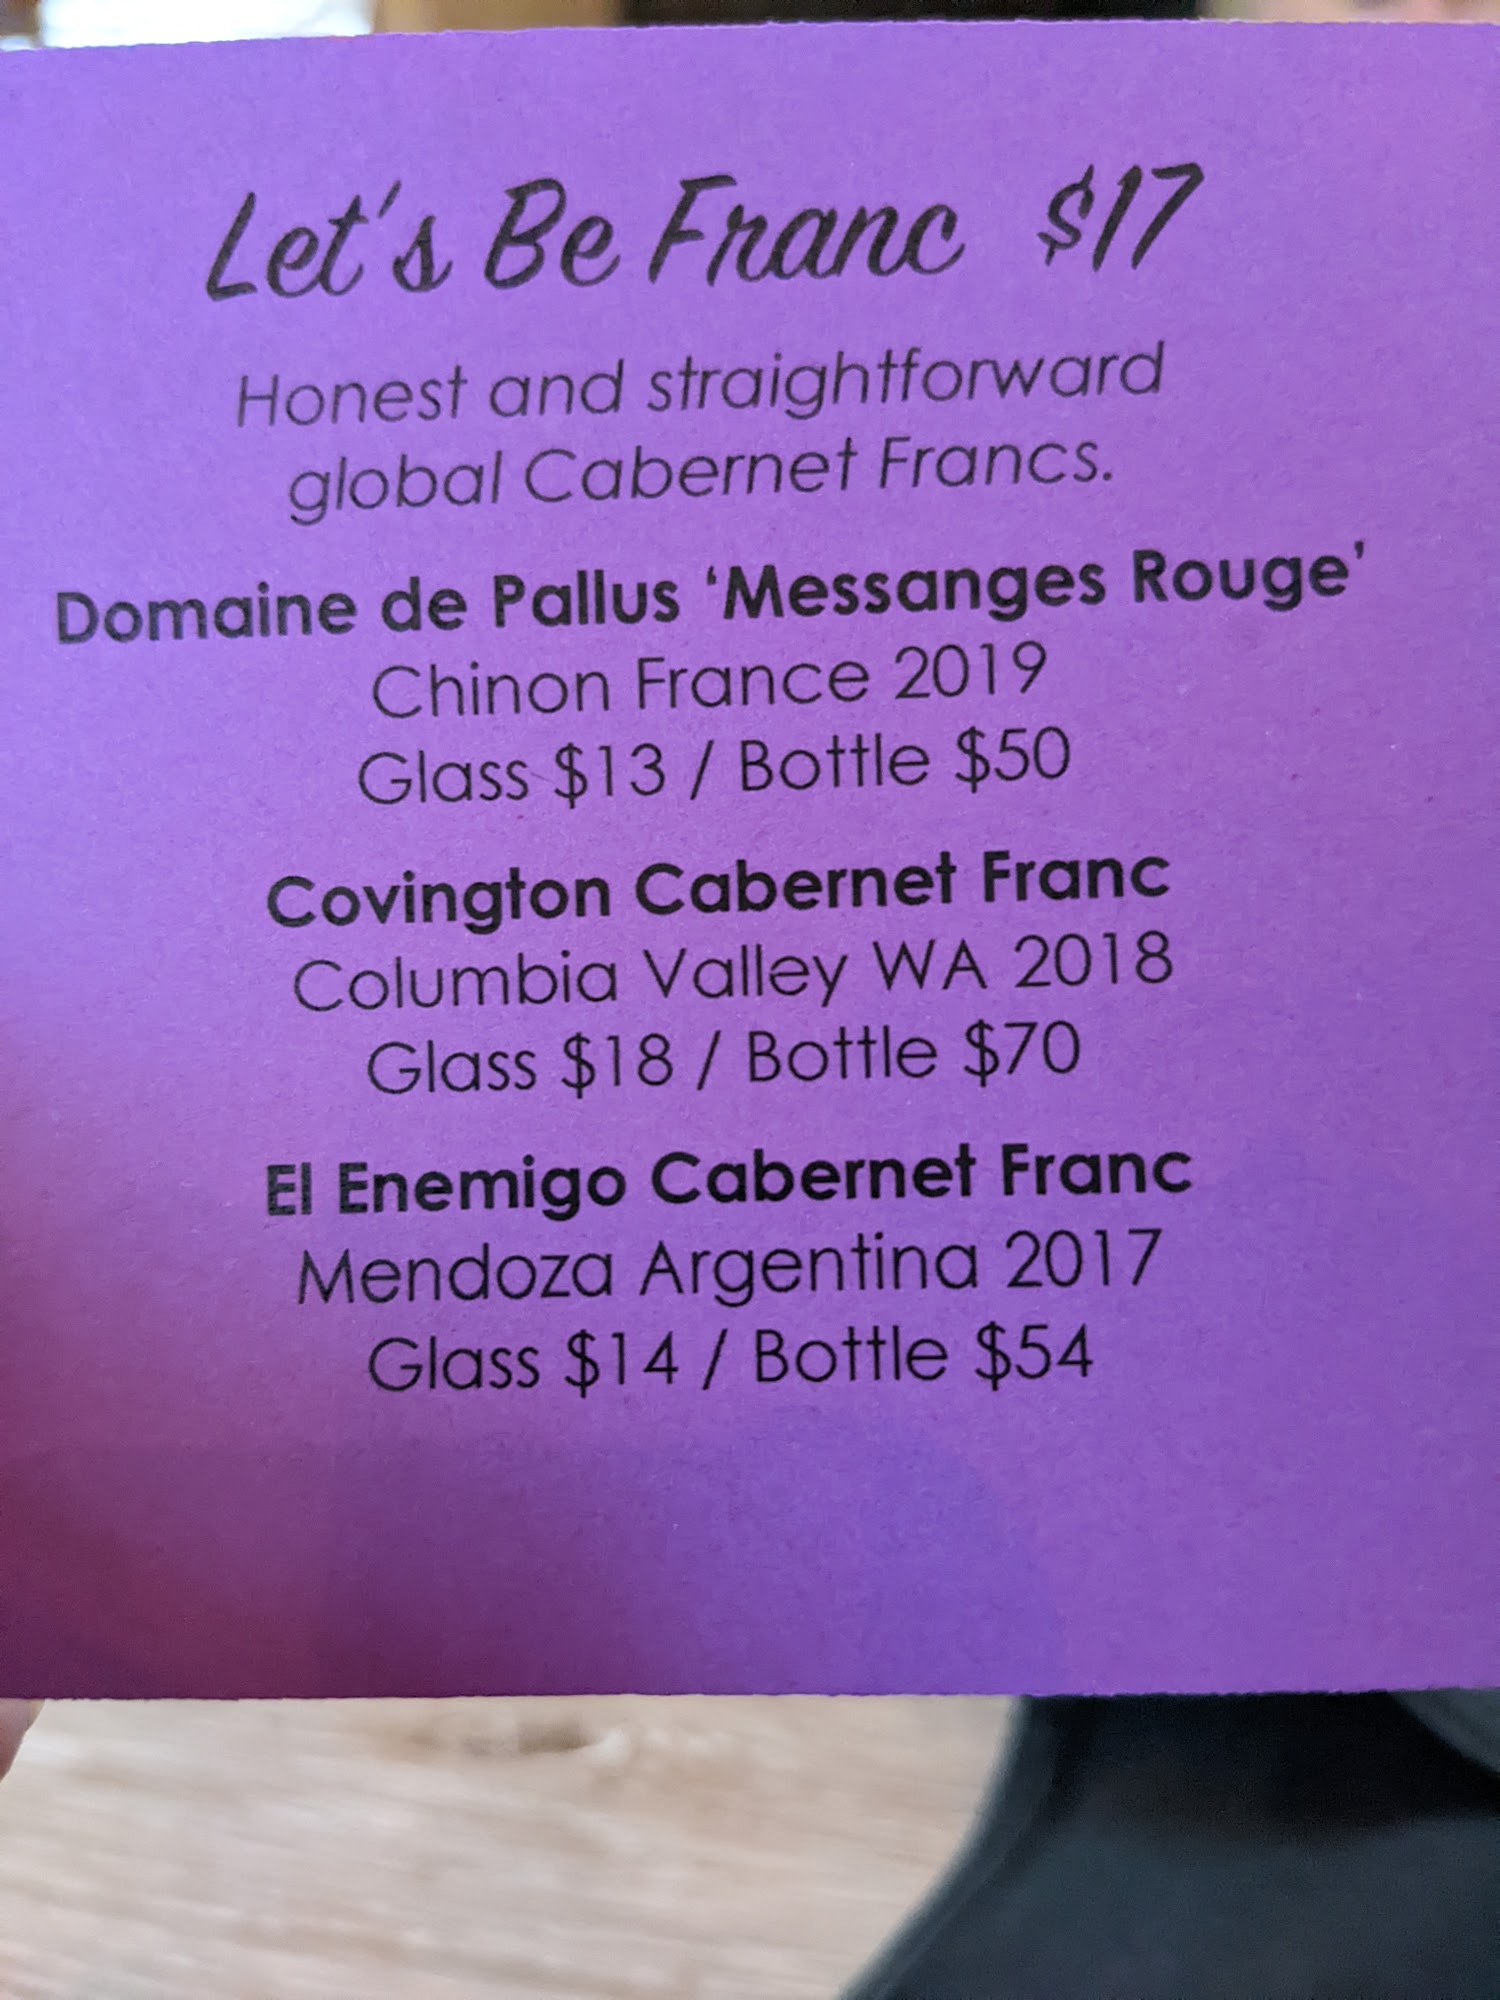 Let's Be Franc $17
Honest and straightforward
global Cabernet Francs.
Domaine de Pallus ‘Messanges Rouge’
Chinon France 2019
Glass $13 / Bottle $50
Covington Cabernet Franc
Columbia Valley WA 2018
Glass $18 / Bottle $70
El Enemigo Cabernet Franc
Mendoza Argentina 2017
Glass $14 / Bottle $54